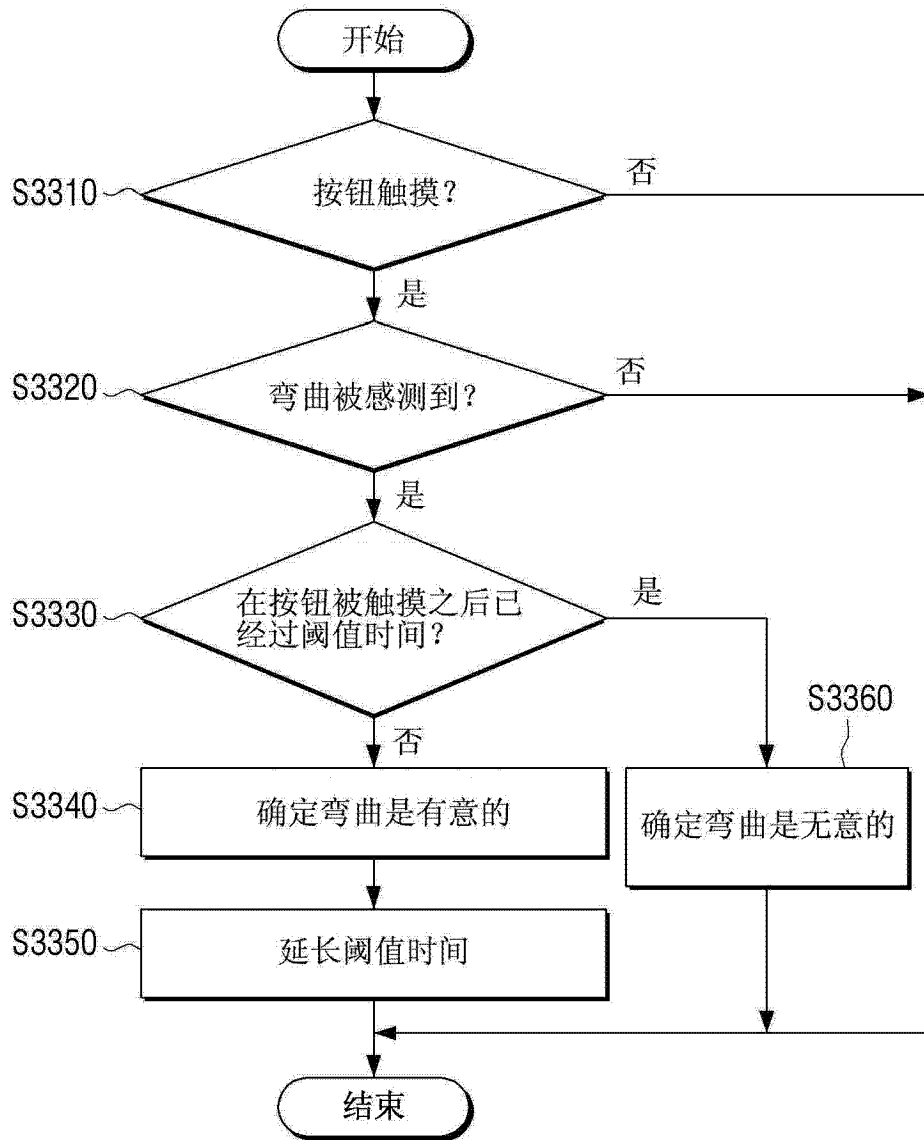 开始
S3310
按钮触摸?
否
是
S3320
弯曲被感测到?
否
是
S3330
在按钮被触摸之后已
经过阈值时间?
是
否
S3360
S3340
确定弯曲是有意的
确定弯曲是无意的
S3350
延长阈值时间
结束